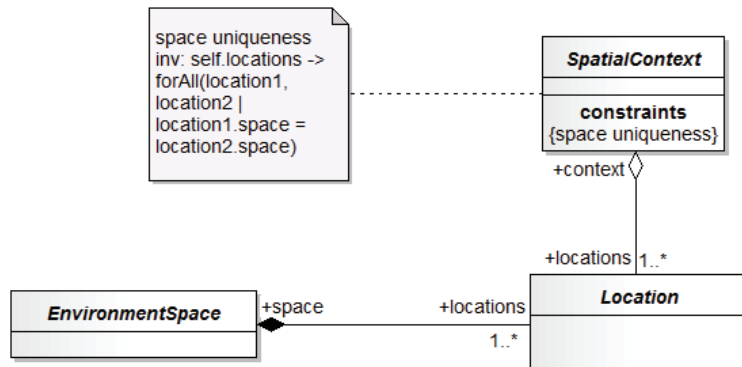 space uniqueness
inv: self.locations ->
forAll(location1,
location2 |
location1.space =
location2.space)
SpatialContext
constraints
{space uniqueness}
+context
+locations 1..*
EnvironmentSpace
+space
+locations
1..*
Location